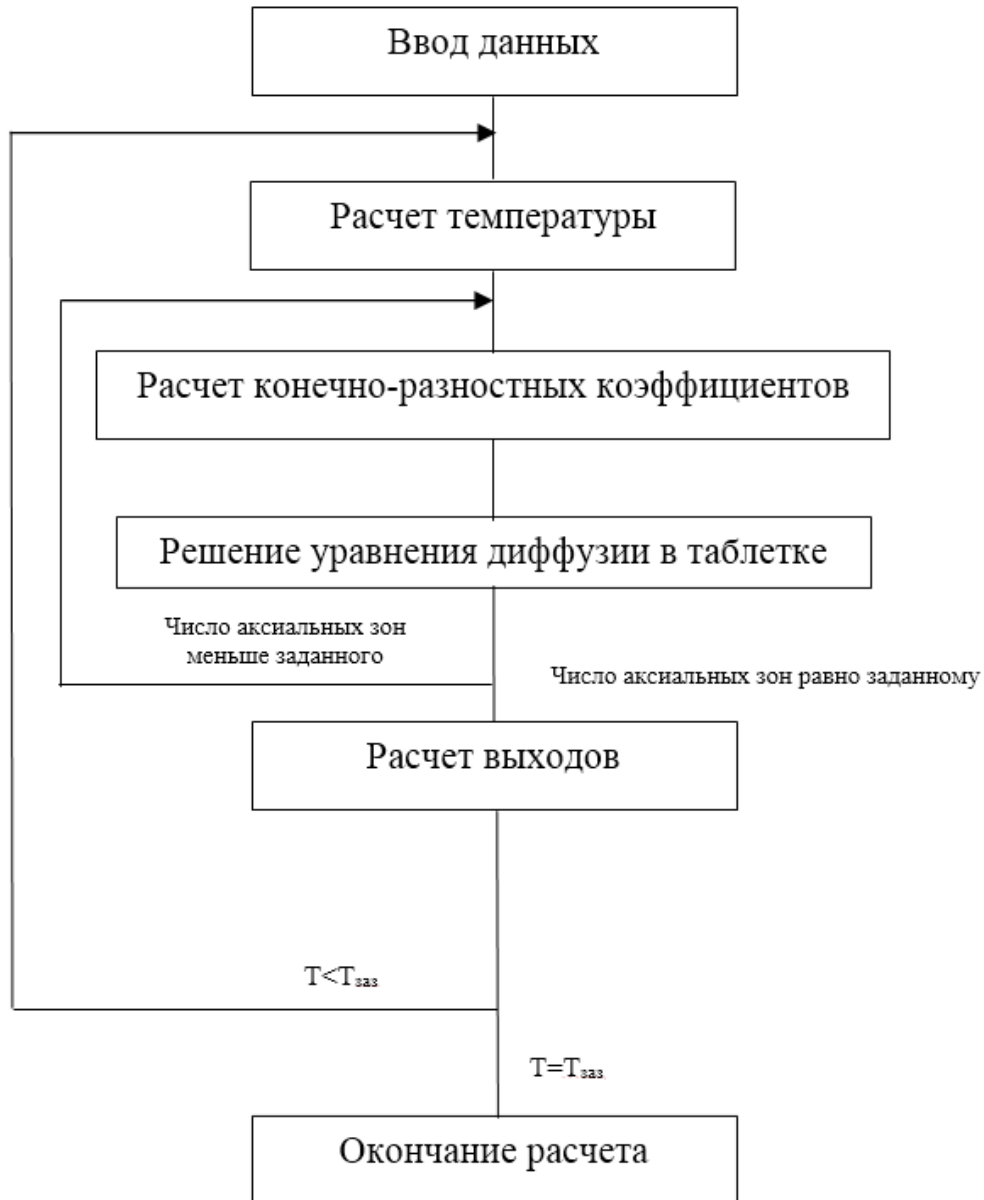 Ввод данных
Расчет температуры
Расчет конечно-разностных коэффициентов
Решение уравнения диффузии в таблетке
Число аксиальных зон
меньше заданного
Число аксиальных зон равно заданному
Расчет выходов
T<Tзаз
T=Tзаз
Окончание расчета